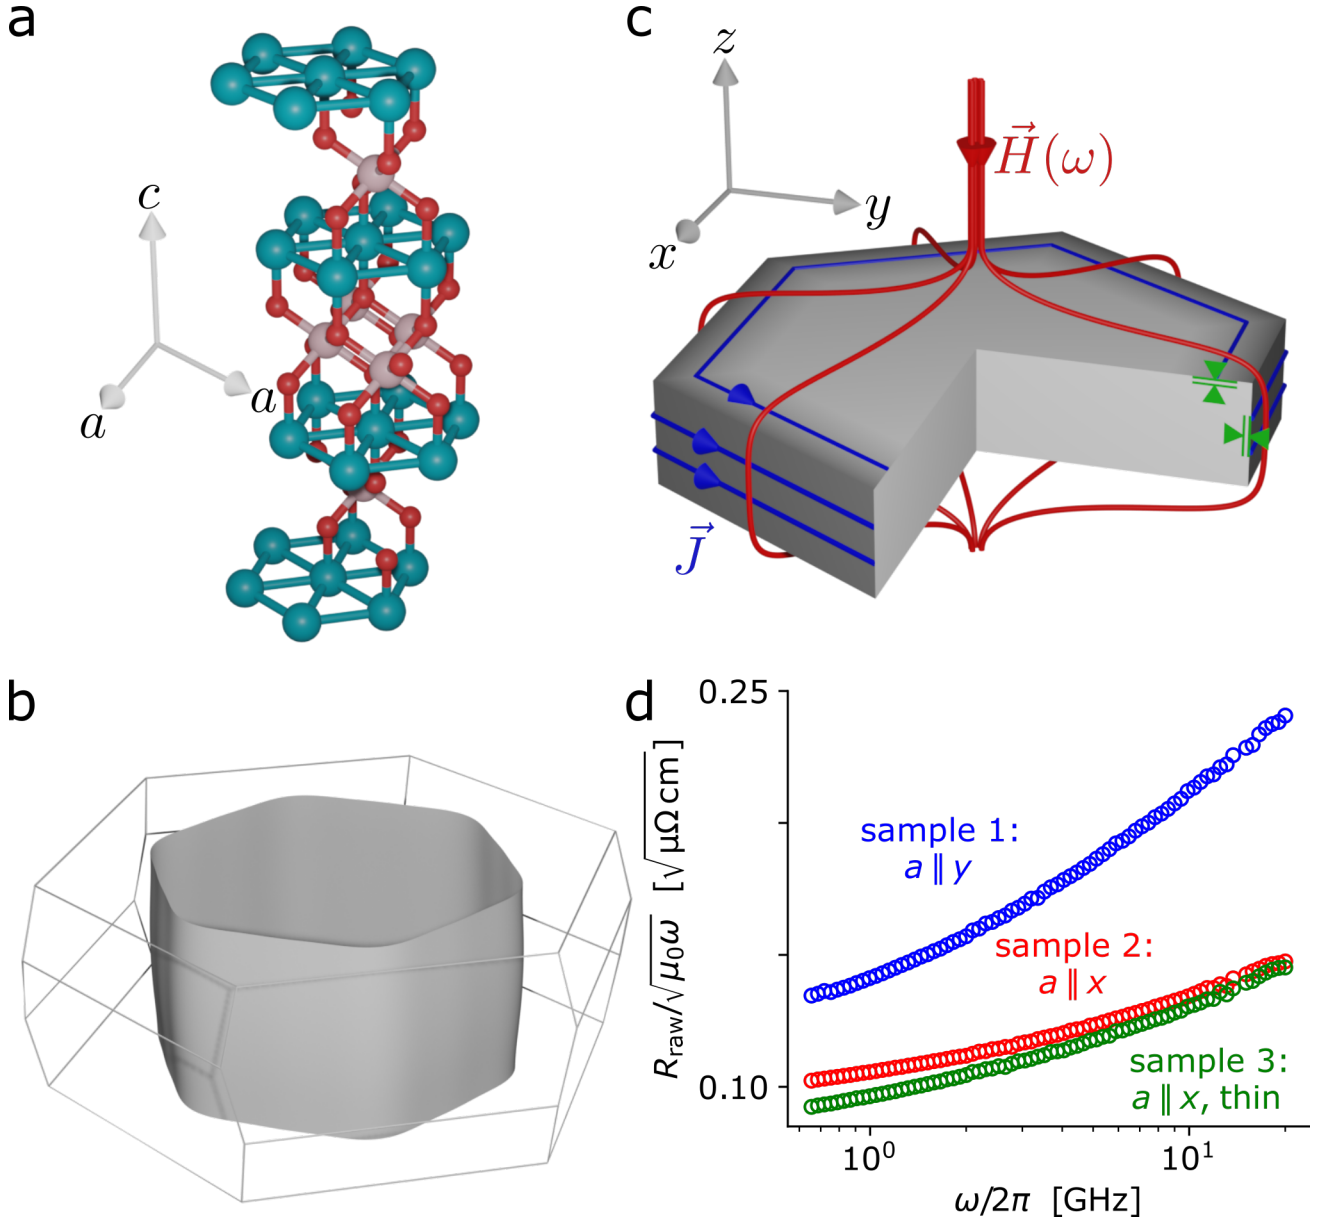 a
c
a
a
b
c
z
y
x
H⃗(ω)
J⃗
d
0.25
0.10
R_raw/√μ₀ω [√μΩ cm]
sample 1:
a ∥ y
sample 2:
a ∥ x
sample 3:
a ∥ x, thin
10⁰
10¹
ω/2π [GHz]